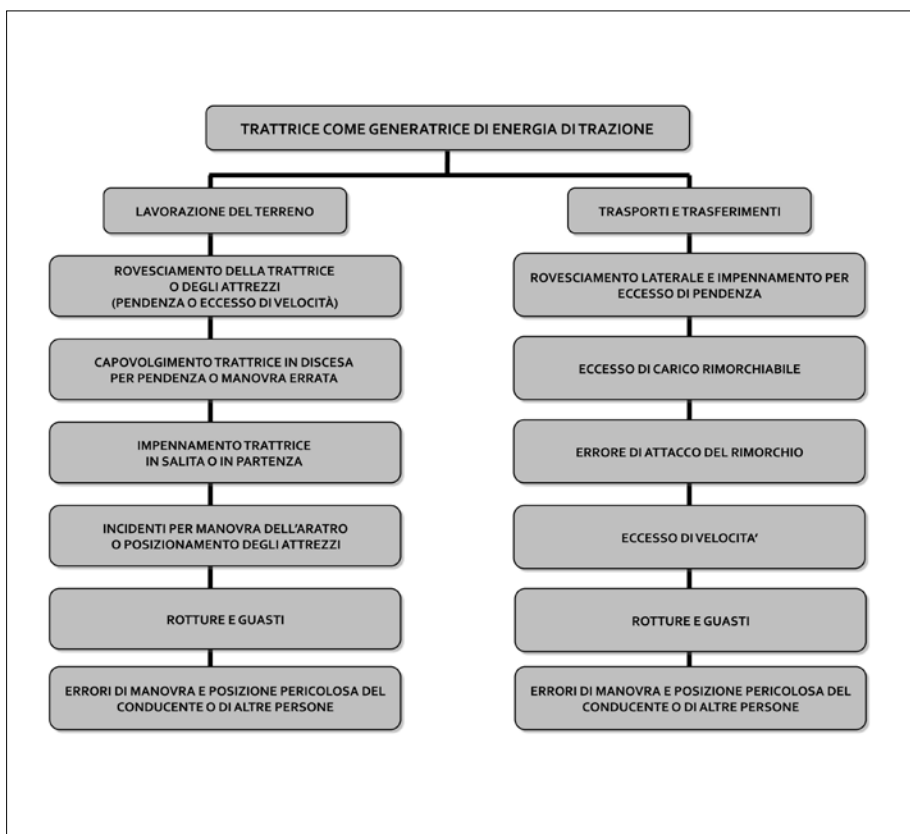 TRATTRICE COME GENERATRICE DI ENERGIA DI TRAZIONE
LAVORAZIONE DEL TERRENO
ROVESCIAMENTO DELLA TRATTRICE
O DEGLI ATTREZZI
(PENDENZA O ECCESSO DI VELOCITÀ)
CAPOVOLGIMENTO TRATTRICE IN DISCESA
PER PENDENZA O MANOVRA ERRATA
IMPENNAMENTO TRATTRICE
IN SALITA O IN PARTENZA
INCIDENTI PER MANOVRA DELL'ARATRO
O POSIZIONAMENTO DEGLI ATTREZZI
ROTTURE E GUASTI
ERRORI DI MANOVRA E POSIZIONE PERICOLOSA DEL
CONDUCENTE O DI ALTRE PERSONE
TRASPORTI E TRASFERIMENTI
ROVESCIAMENTO LATERALE E IMPENNAMENTO PER
ECCESSO DI PENDENZA
ECCESSO DI CARICO RIMORCHIABILE
ERRORE DI ATTACCO DEL RIMORCHIO
ECCESSO DI VELOCITA'
ROTTURE E GUASTI
ERRORI DI MANOVRA E POSIZIONE PERICOLOSA DEL
CONDUCENTE O DI ALTRE PERSONE